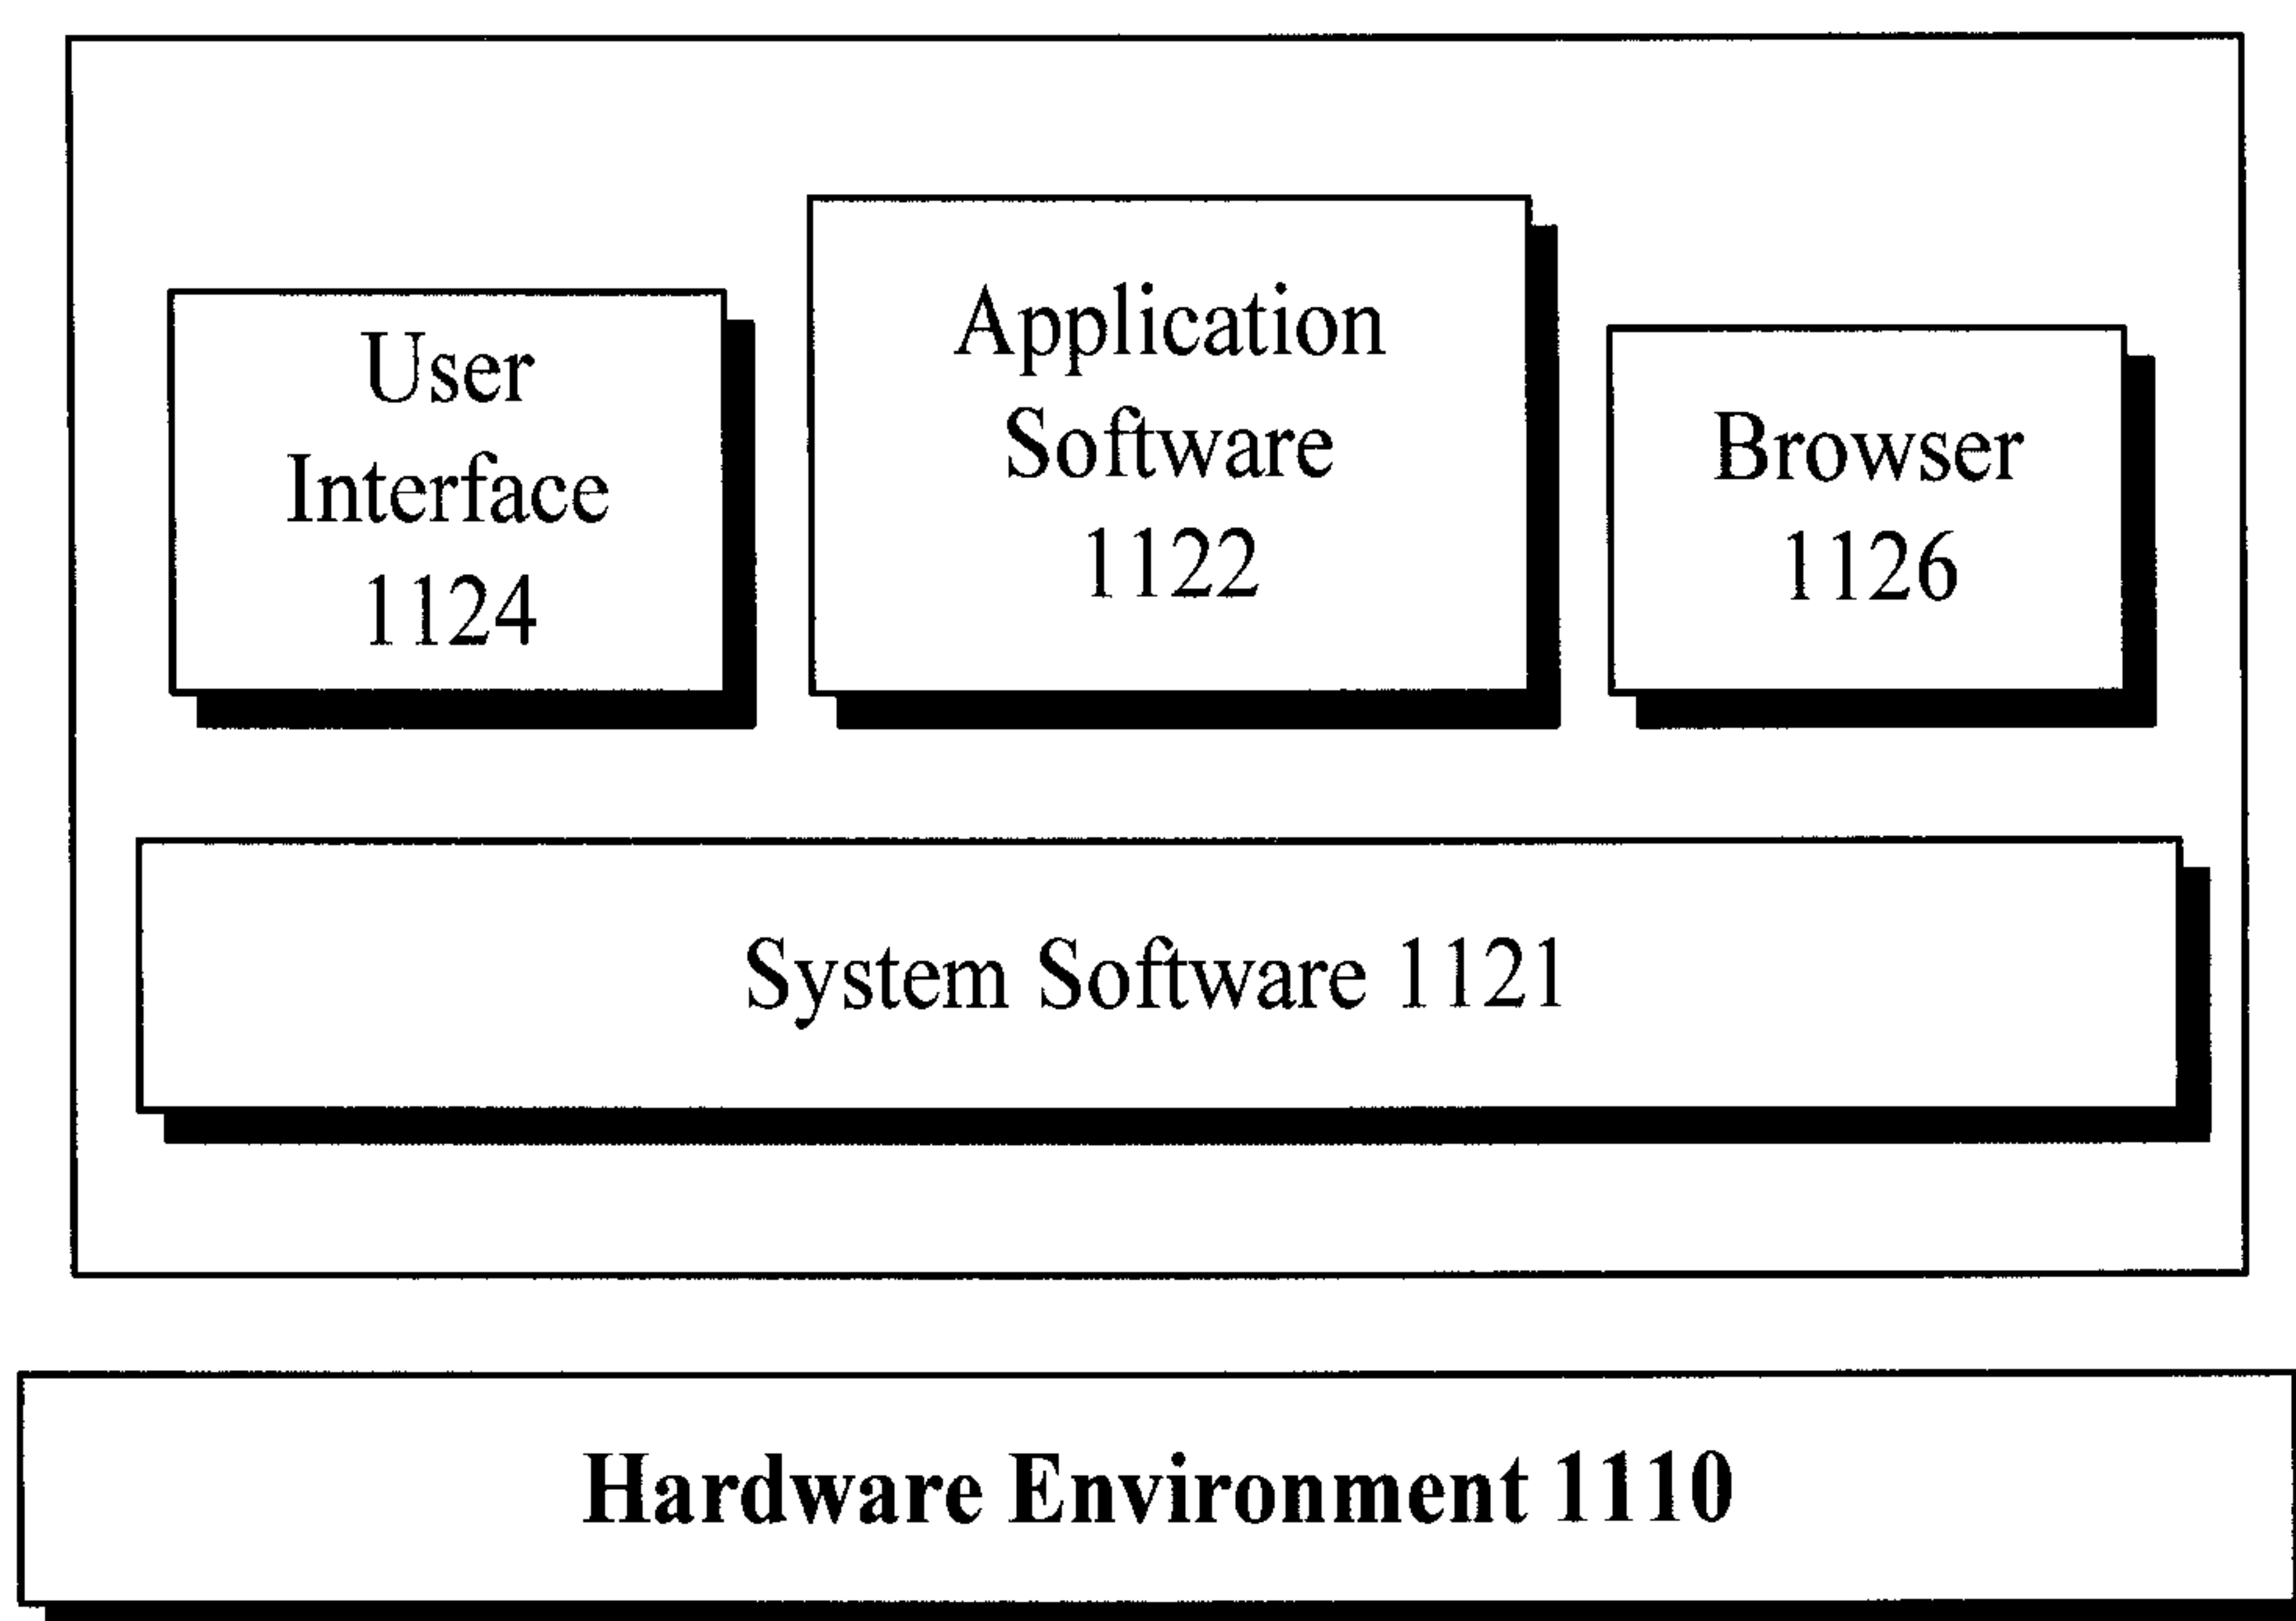 User
Interface
1124
Application
Software
1122
Browser
1126
System Software 1121
Hardware Environment 1110